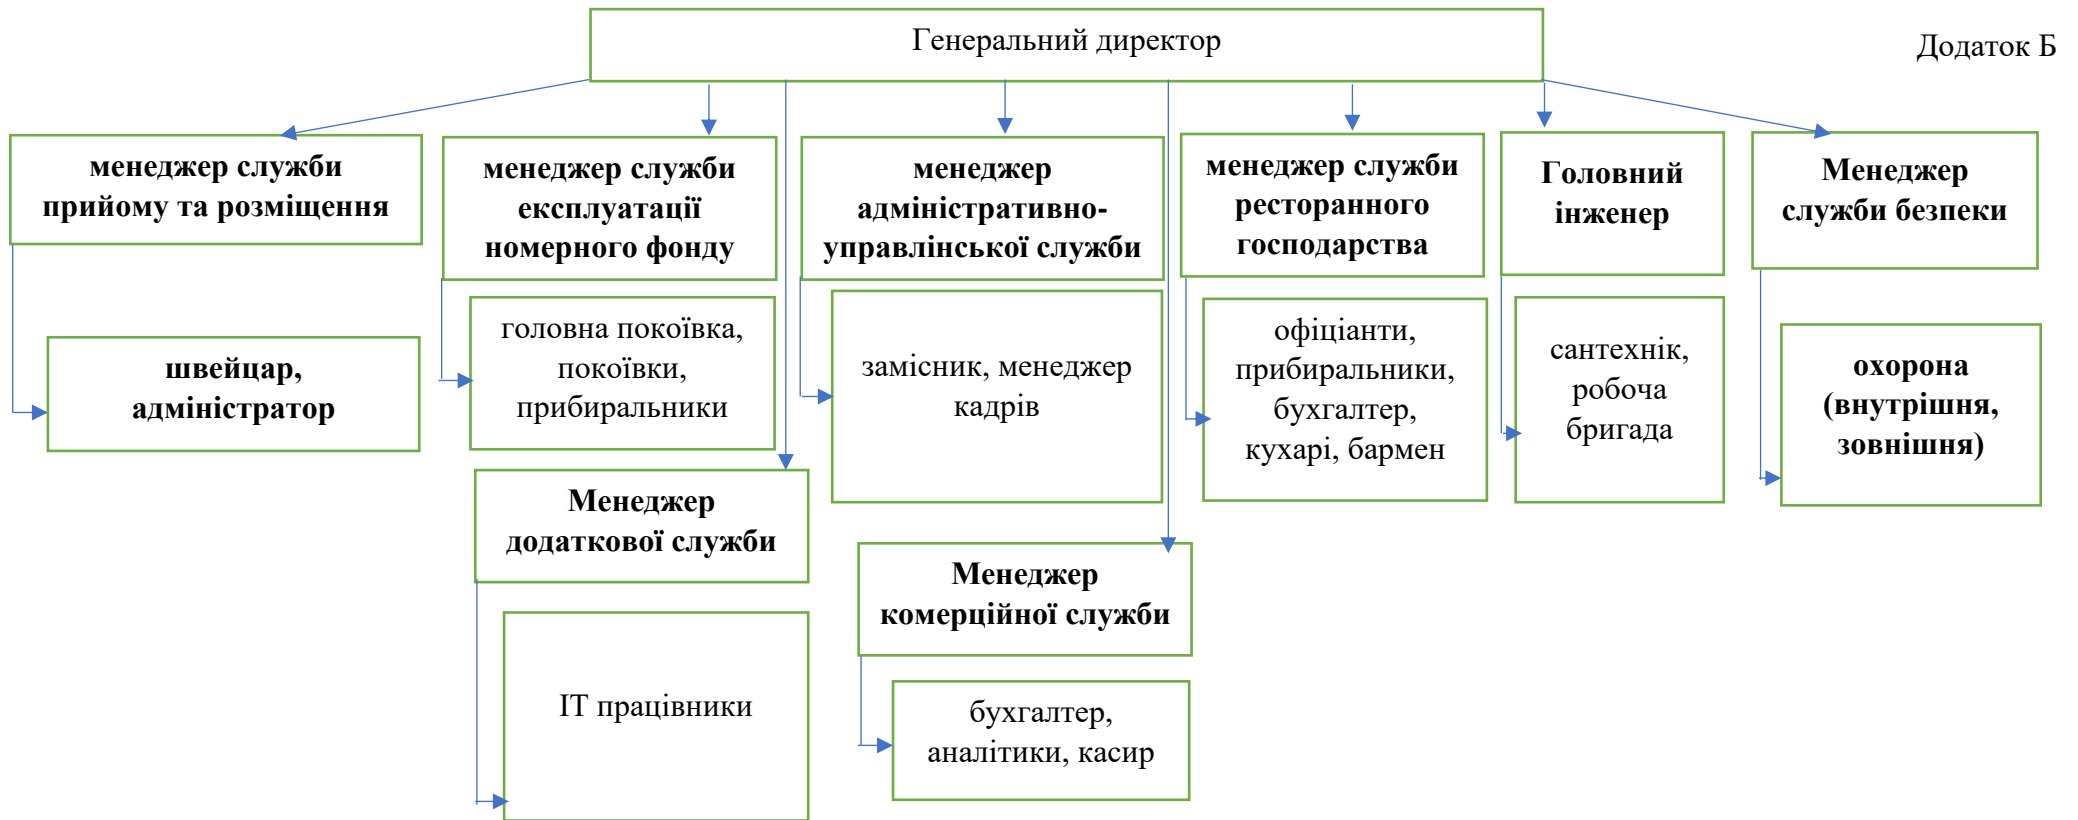 Генеральний директор
Додаток Б
менеджер служби
прийому та розміщення
менеджер служби
експлуатації
номерного фонду
менеджер
адміністративно-
управлінської служби
менеджер служби
ресторанного
господарства
Головний
інженер
Менеджер
служби безпеки
швейцар,
адміністратор
головна покоївка,
покоївки,
прибиральники
замісник, менеджер
кадрів
офіціанти,
прибиральники,
бухгалтер,
кухарі, бармен
сантехнік,
робоча
бригада
охорона
(внутрішня,
зовнішня)
Менеджер
додаткової служби
Менеджер
комерційної служби
ІТ працівники
бухгалтер,
аналітики, касир